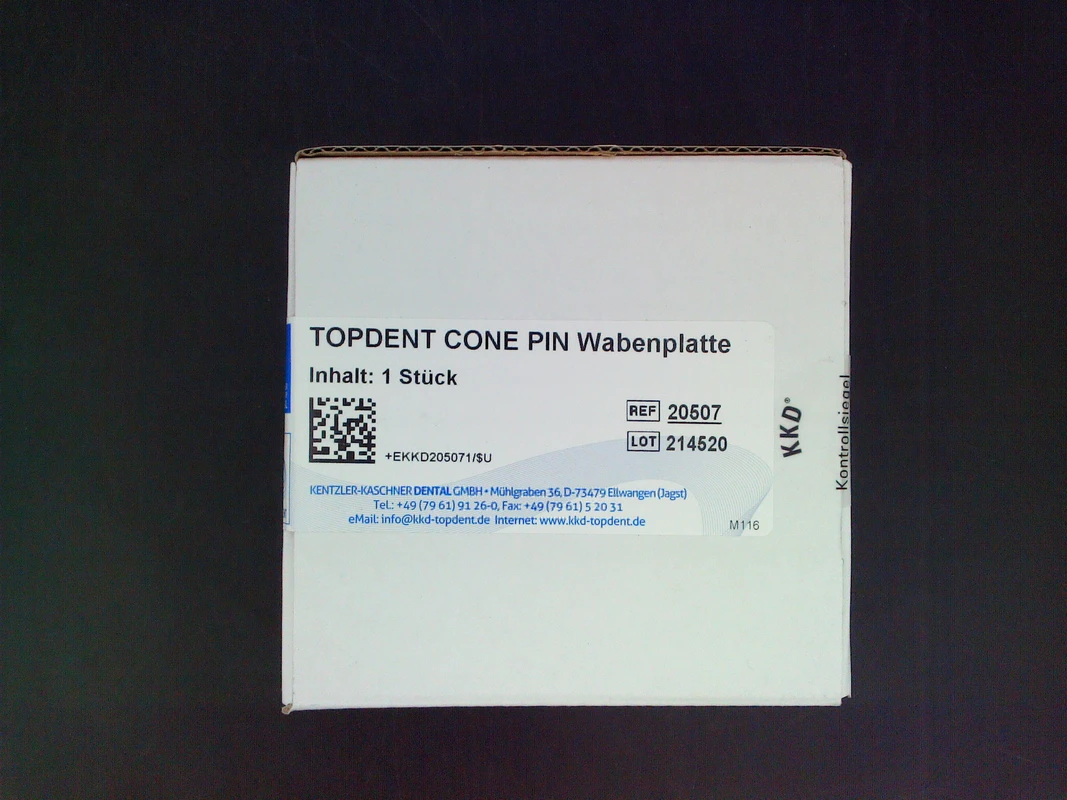 TOPDENT CONE PIN Wabenplatte
Inhalt: 1 Stück
REF 20507
LOT 214520
+EKKD205071/$U
KENTZLER-KASCHNER DENTAL GMBH • Mühlgraben 36, D-73479 Ellwangen (Jagst)
Tel.: +49 (79 61) 91 26-0, Fax: +49 (79 61) 5 20 31
eMail: info@kkd-topdent.de Internet: www.kkd-topdent.de
M116
KKD®
Kontrollsiegel